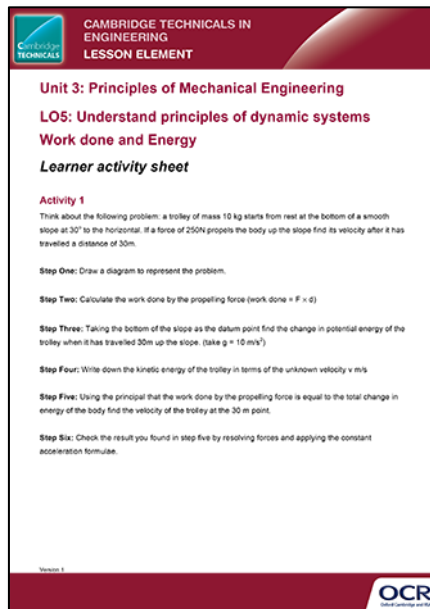 CAMBRIDGE TECHNICALS IN
ENGINEERING
LESSON ELEMENT
Cambridge
TECHNICALS
Unit 3: Principles of Mechanical Engineering
LO5: Understand principles of dynamic systems
Work done and Energy
Learner activity sheet
Activity 1
Think about the following problem: a trolley of mass 10 kg starts from rest at the bottom of a smooth
slope at 30° to the horizontal. If a force of 250N propels the body up the slope find its velocity after it has
travelled a distance of 30m.
Step One: Draw a diagram to represent the problem.
Step Two: Calculate the work done by the propelling force (work done = F × d)
Step Three: Taking the bottom of the slope as the datum point find the change in potential energy of the
trolley when it has travelled 30m up the slope. (take g = 10 m/s²)
Step Four: Write down the kinetic energy of the trolley in terms of the unknown velocity v m/s
Step Five: Using the principal that the work done by the propelling force is equal to the total change in
energy of the body find the velocity of the trolley at the 30 m point.
Step Six: Check the result you found in step five by resolving forces and applying the constant
acceleration formulae.
Version 1
OCR
Oxford Cambridge and